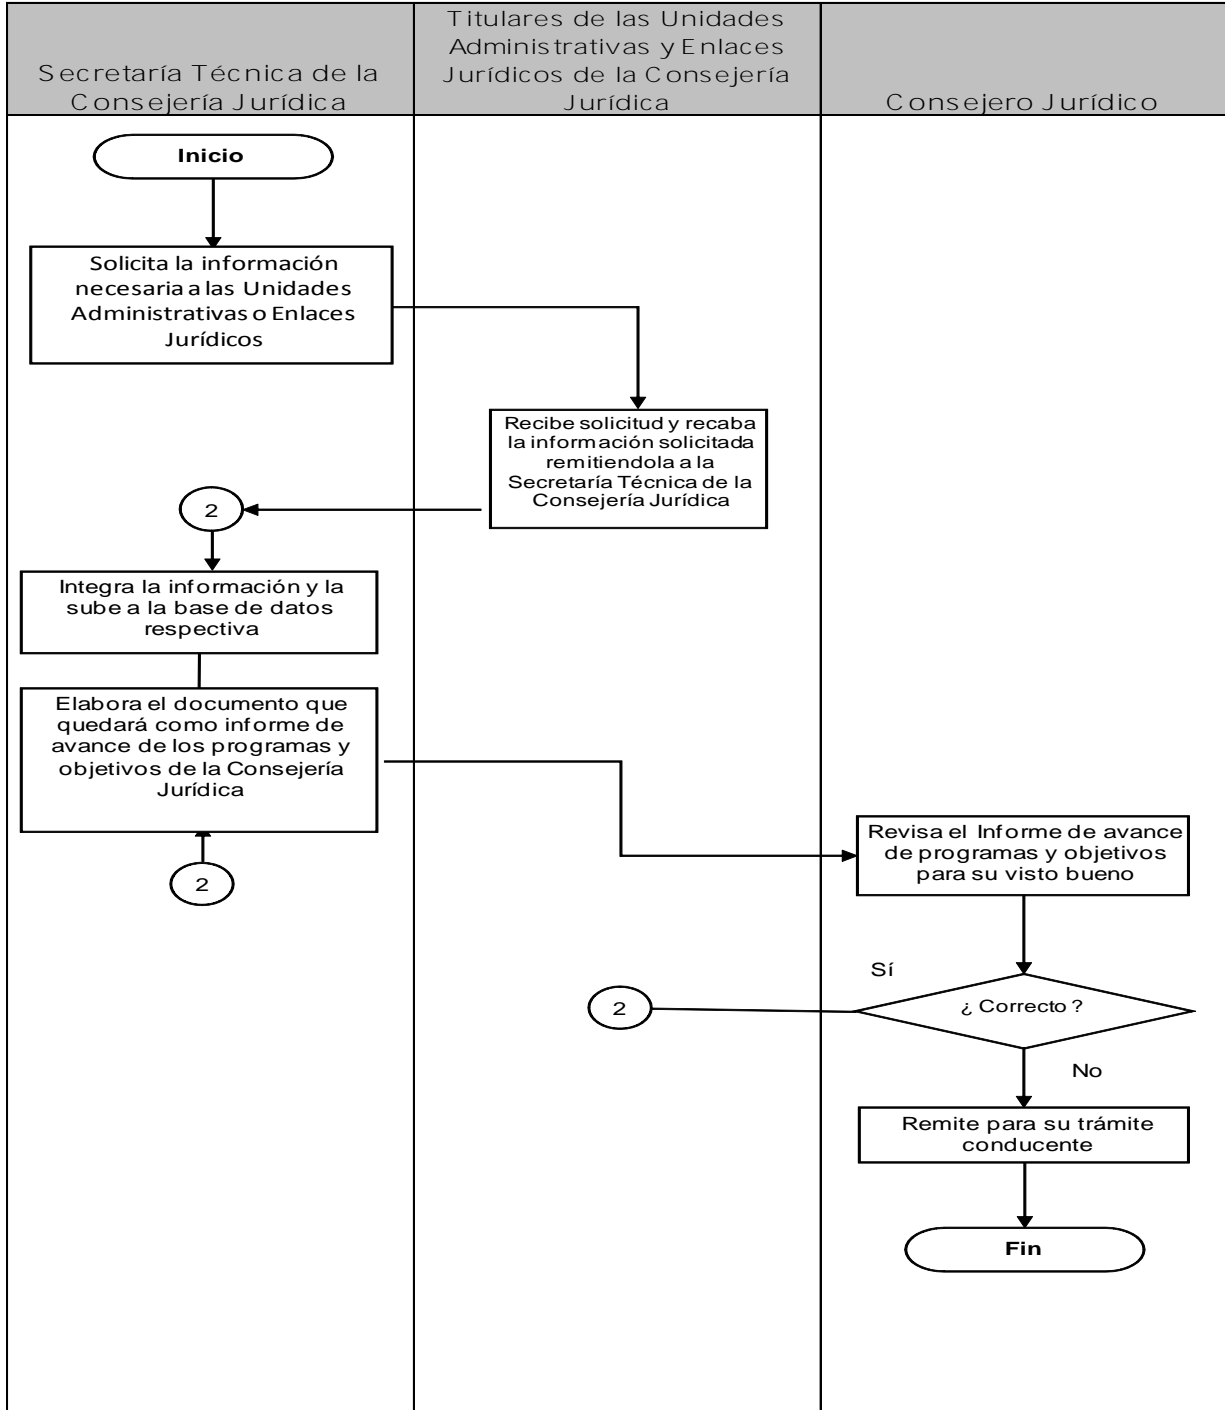 Secretaría Técnica de la
Consejería Jurídica
Titulares de las Unidades
Administrativas y Enlaces
Jurídicos de la Consejería
Jurídica
Consejero Jurídico
Inicio
Solicita la información
necesaria a las Unidades
Administrativas o Enlaces
Jurídicos
Recibe solicitud y recaba
la información solicitada
remitiendola a la
Secretaría Técnica de la
Consejería Jurídica
2
Integra la información y la
sube a la base de datos
respectiva
Elabora el documento que
quedará como informe de
avance de los programas y
objetivos de la Consejería
Jurídica
2
Revisa el Informe de avance
de programas y objetivos
para su visto bueno
Sí
2
¿ Correcto ?
No
Remite para su trámite
conducente
Fin